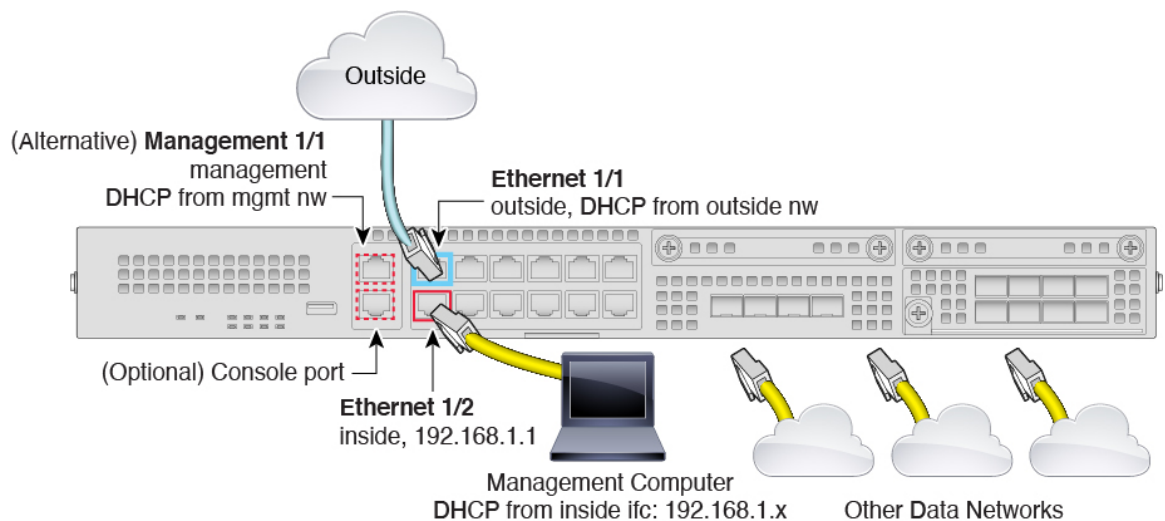 Outside
(Alternative) Management 1/1
management
DHCP from mgmt nw
Ethernet 1/1
outside, DHCP from outside nw
(Optional) Console port
Ethernet 1/2
inside, 192.168.1.1
Management Computer
DHCP from inside ifc: 192.168.1.x
Other Data Networks